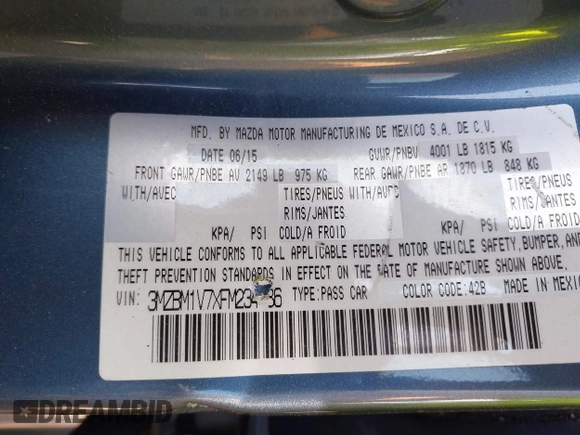 MFD. BY MAZDA MOTOR MANUFACTURING DE MEXICO S.A. DE C.V.
DATE 06/15 GVWR/PNBV 4001 LB 1815 KG
FRONT GAWR/PNBE AV 2149 LB 975 KG REAR GAWR/PNBE AR 1870 LB 848 KG
WITH/AVEC TIRES/PNEUS WITH/AVEC TIRES/PNEUS
RIMS/JANTES RIMS/JANTES
KPA/ PSI COLD/A FROID KPA/ PSI COLD/A FROID
THIS VEHICLE CONFORMS TO ALL APPLICABLE FEDERAL MOTOR VEHICLE SAFETY, BUMPER, AND
THEFT PREVENTION STANDARDS IN EFFECT ON THE DATE OF MANUFACTURE SHOWN ABOVE.
VIN: TYPE:PASS CAR COLOR CODE:42B MADE IN
DREAMBID